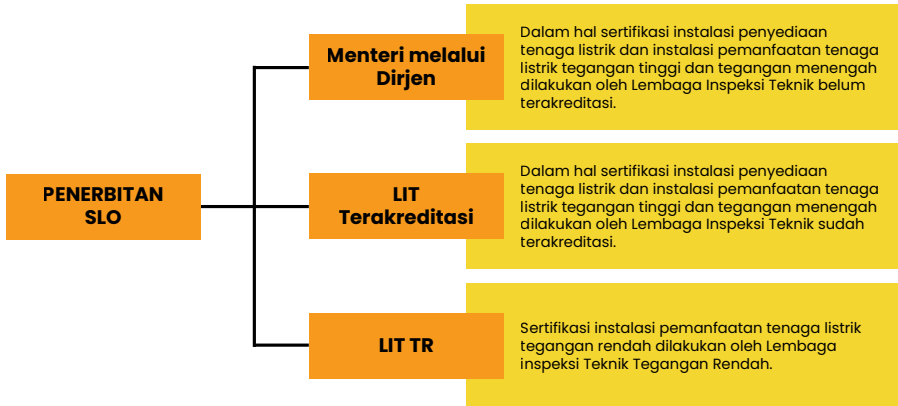 PENERBITAN
SLO
Menteri melalui
Dirjen
Dalam hal sertifikasi instalasi penyediaan
tenaga listrik dan instalasi pemanfaatan tenaga
listrik tegangan tinggi dan tegangan menengah
dilakukan oleh Lembaga Inspeksi Teknik belum
terakreditasi.
LIT
Terakreditasi
Dalam hal sertifikasi instalasi penyediaan
tenaga listrik dan instalasi pemanfaatan tenaga
listrik tegangan tinggi dan tegangan menengah
dilakukan oleh Lembaga Inspeksi Teknik sudah
terakreditasi.
LIT TR
Sertifikasi instalasi pemanfaatan tenaga listrik
tegangan rendah dilakukan oleh Lembaga
inspeksi Teknik Tegangan Rendah.